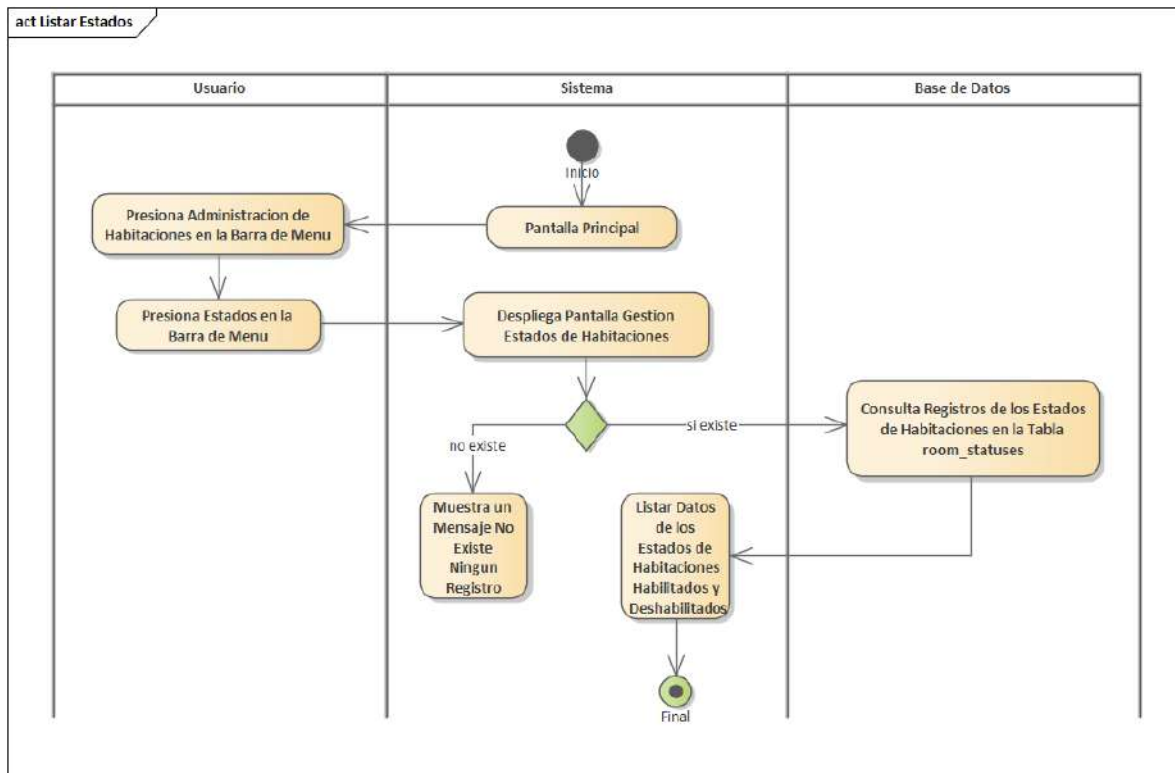 act Listar Estados
Usuario
Sistema
Base de Datos
Inicio
Pantalla Principal
Presiona Administracion de
Habitaciones en la Barra de Menu
Presiona Estados en la
Barra de Menu
Despliega Pantalla Gestion
Estados de Habitaciones
no existe
si existe
Consulta Registros de los Estados
de Habitaciones en la Tabla
room_statuses
Muestra un
Mensaje No
Existe
Ningun
Registro
Listar Datos
de los
Estados de
Habitaciones
Habilitados y
Deshabilitados
Final